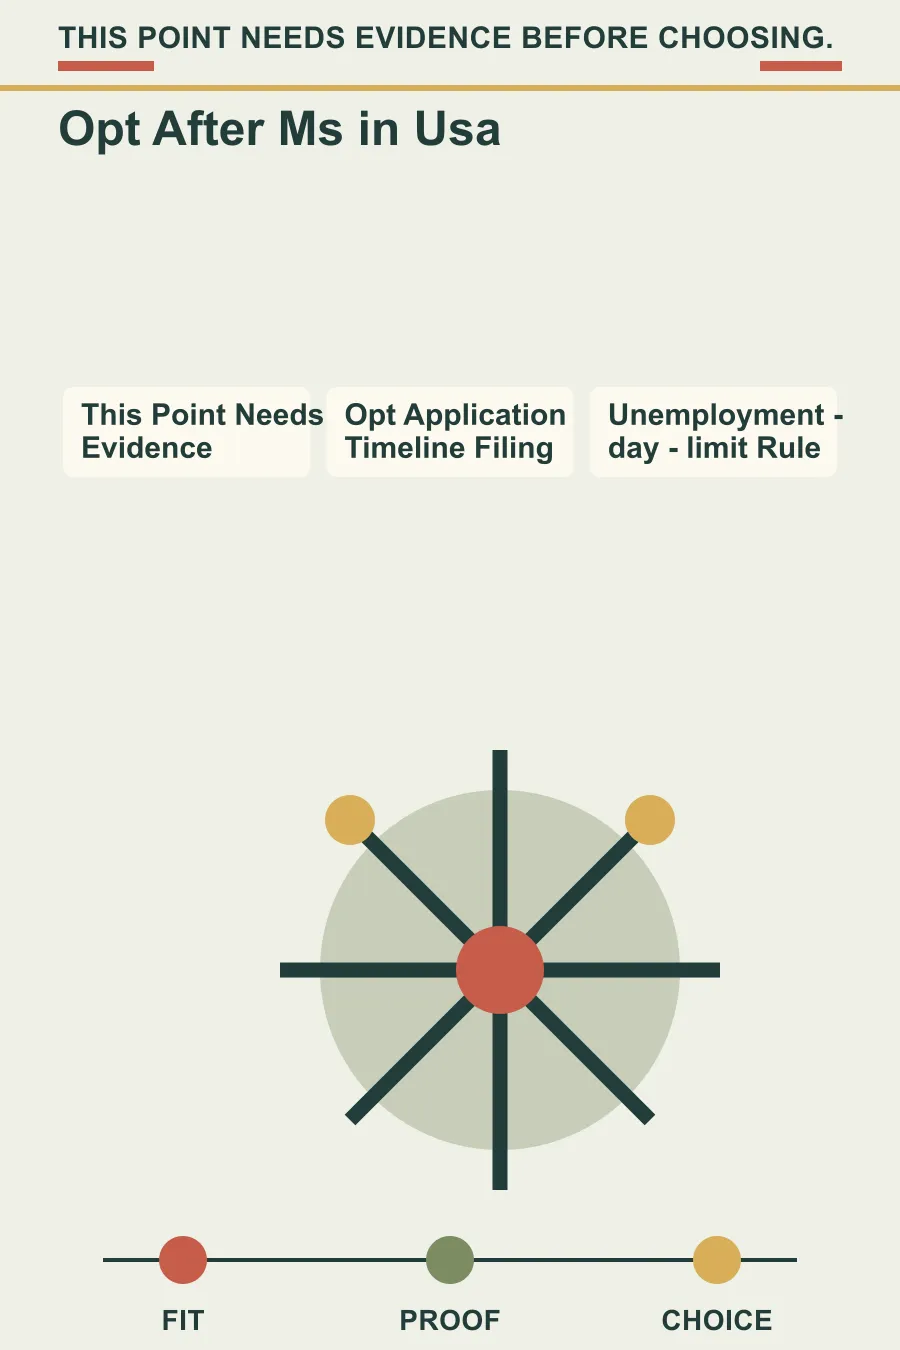 THIS POINT NEEDS EVIDENCE BEFORE CHOOSING.
Opt After Ms in Usa
This Point Needs
Evidence
Opt Application
Timeline Filing
Unemployment -
day - limit Rule
FIT
PROOF
CHOICE